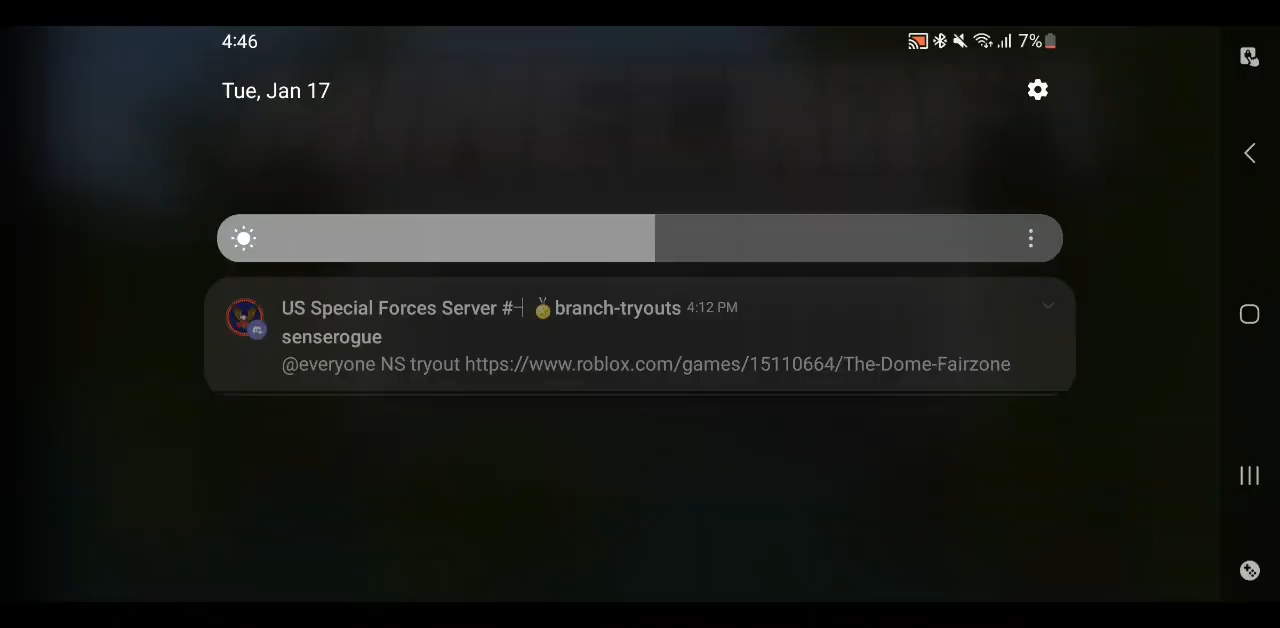 4:46
7%
Tue, Jan 17
US Special Forces Server #┤🏅branch-tryouts 4:12 PM
senserogue
@everyone NS tryout https://www.roblox.com/games/15110664/The-Dome-Fairzone